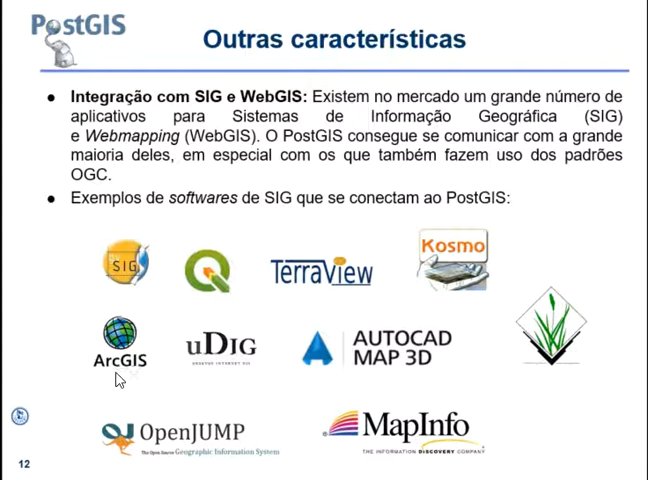 PostGIS
Outras características
● Integração com SIG e WebGIS: Existem no mercado um grande número de
aplicativos para Sistemas de Informação Geográfica (SIG)
e Webmapping (WebGIS). O PostGIS consegue se comunicar com a grande
maioria deles, em especial com os que também fazem uso dos padrões
OGC.
● Exemplos de softwares de SIG que se conectam ao PostGIS:
SIG
TerraView
Kosmo
ArcGIS
uDIG
DESKTOP INTERNET GIS
AUTOCAD
MAP 3D
OpenJUMP
The Open Source Geographic Information System
MapInfo
THE INFORMATION DISCOVERY COMPANY
12